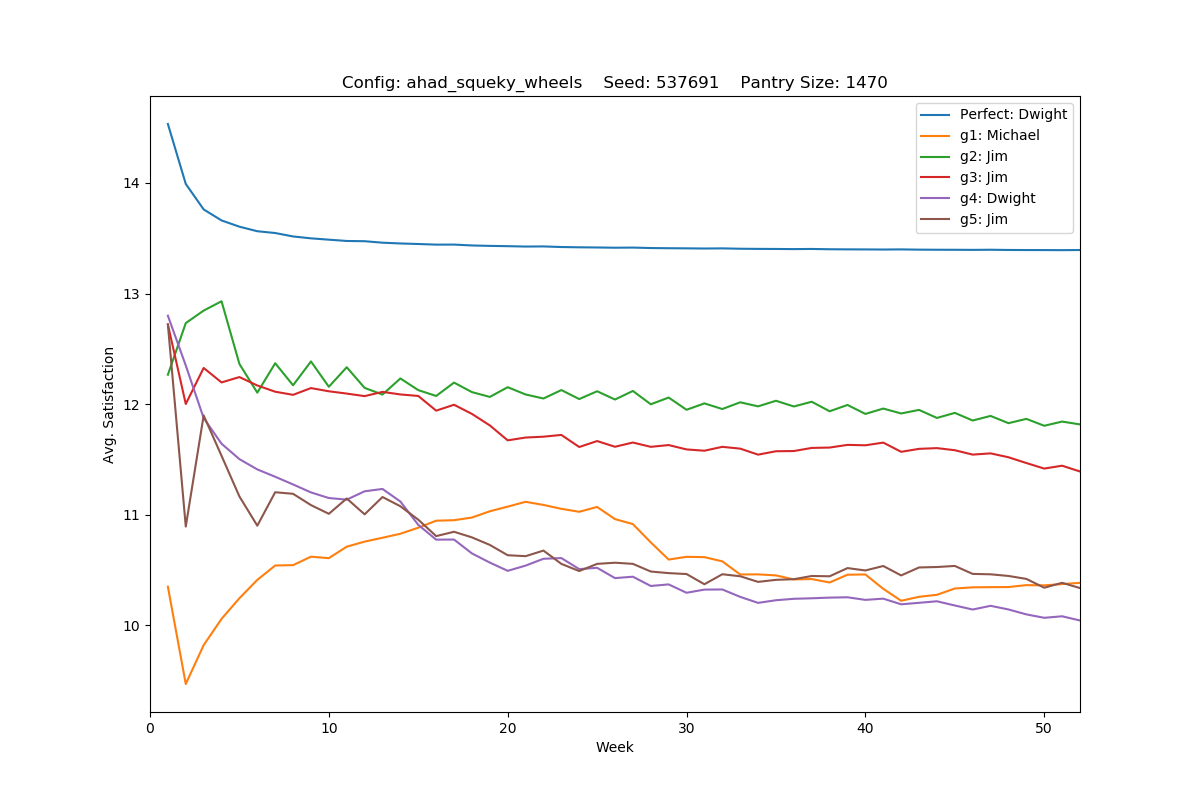 Config: ahad_squeky_wheels    Seed: 537691    Pantry Size: 1470
Perfect: Dwight
g1: Michael
g2: Jim
g3: Jim
g4: Dwight
g5: Jim
Avg. Satisfaction
14
13
12
11
10
0 10 20 30 40 50
Week